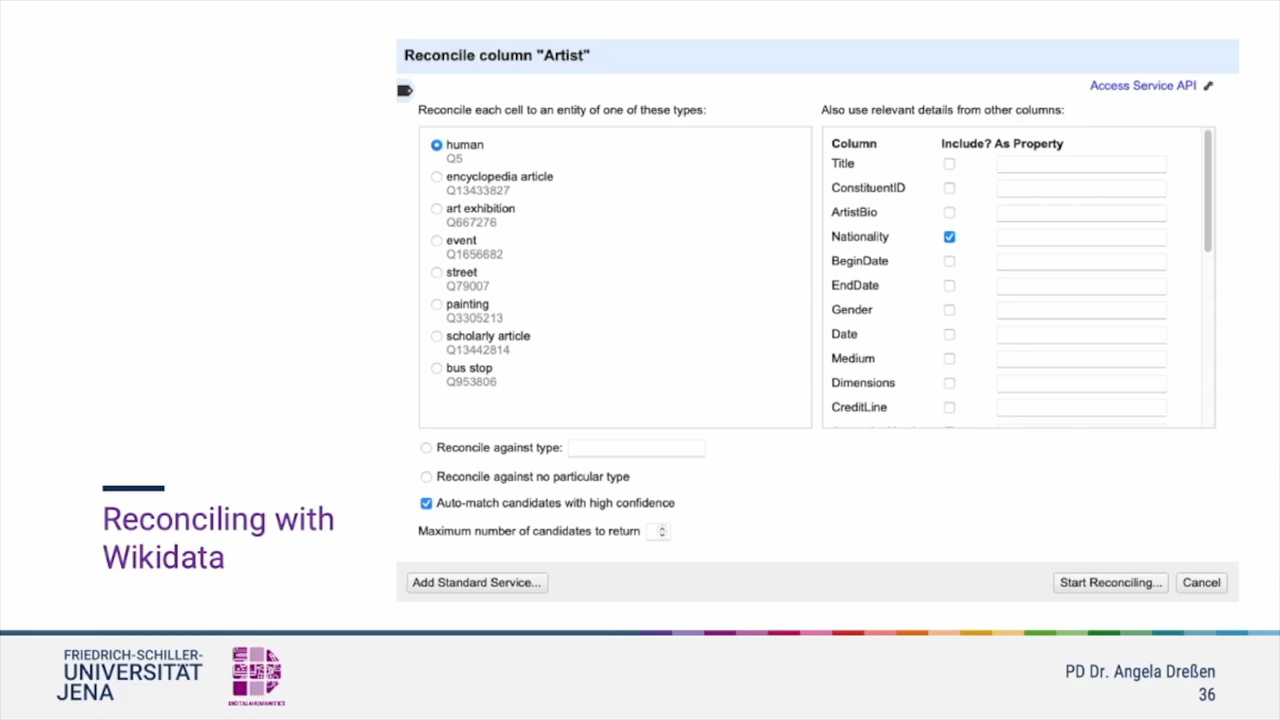 Reconcile column "Artist"
Access Service API
Reconcile each cell to an entity of one of these types:
human
Q5
encyclopedia article
Q13433827
art exhibition
Q667276
event
Q1656682
street
Q79007
painting
Q3305213
scholarly article
Q13442814
bus stop
Q953806
Also use relevant details from other columns:
Column Include? As Property
Title
ConstituentID
ArtistBio
Nationality
BeginDate
EndDate
Gender
Date
Medium
Dimensions
CreditLine
Reconcile against type:
Reconcile against no particular type
Auto-match candidates with high confidence
Maximum number of candidates to return
Add Standard Service...
Start Reconciling...
Cancel
Reconciling with
Wikidata
FRIEDRICH-SCHILLER-
UNIVERSITÄT
JENA
DIGITAL HUMANITIES
PD Dr. Angela Dreßen
36